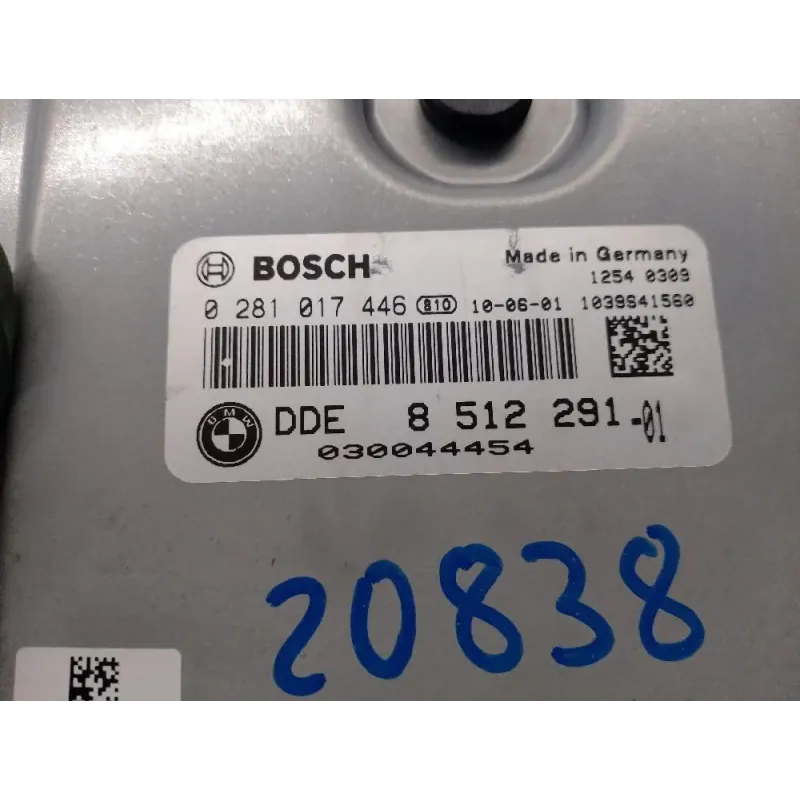 BOSCH
Made in Germany
1254 0309
0 281 017 446 810 10-06-01 1039S41560
BMW DDE 8 512 291-01
030044454
20838